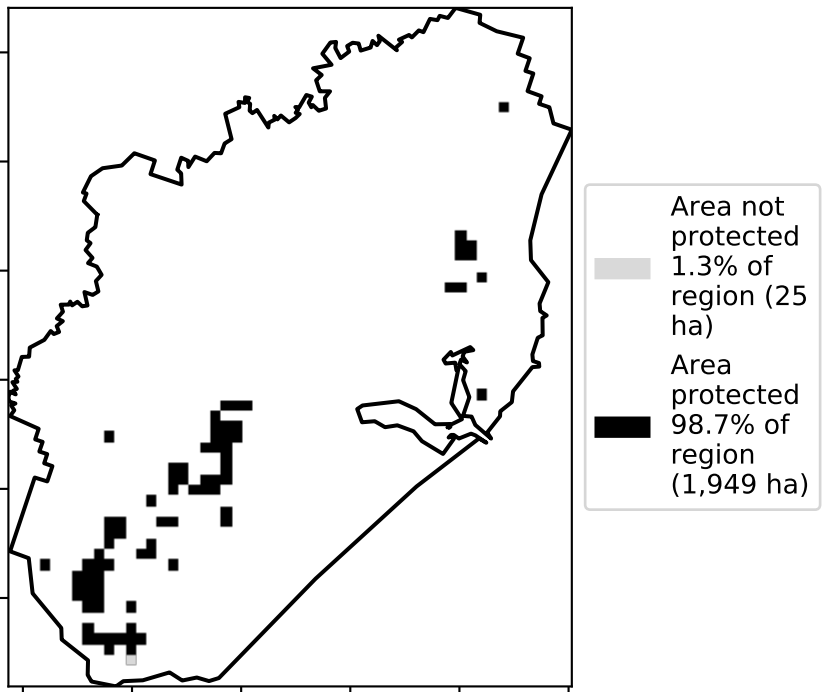 Area not
protected
1.3% of
region (25
ha)
Area
protected
98.7% of
region
(1,949 ha)